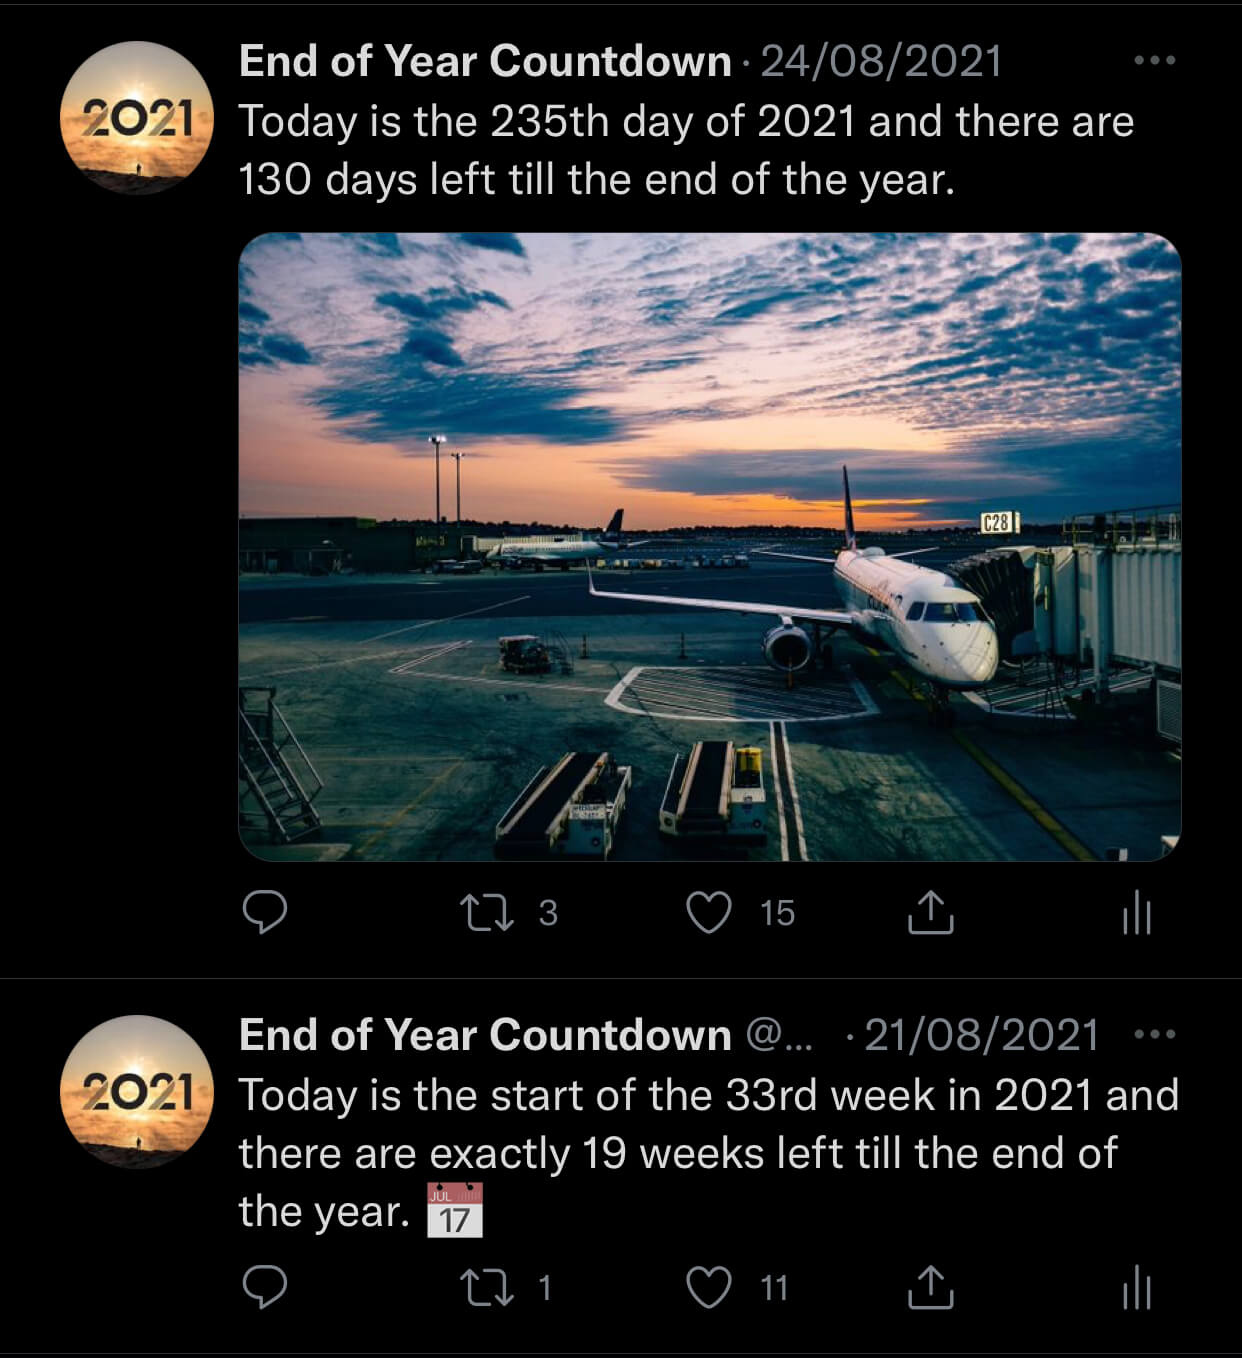 2021
End of Year Countdown · 24/08/2021
Today is the 235th day of 2021 and there are
130 days left till the end of the year.
C28
3 15
2021
End of Year Countdown @... · 21/08/2021
Today is the start of the 33rd week in 2021 and
there are exactly 19 weeks left till the end of
the year. JUL 17
1 11